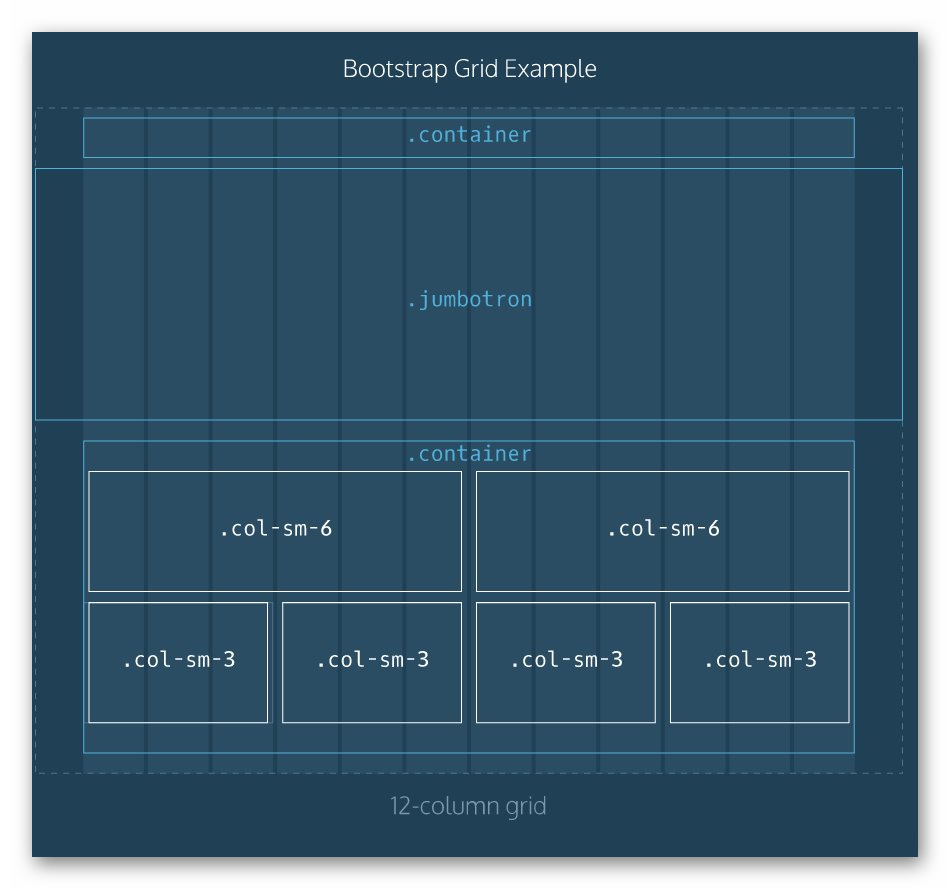 Bootstrap Grid Example
.container
.jumbotron
.container
.col-sm-6 .col-sm-6
.col-sm-3 .col-sm-3 .col-sm-3 .col-sm-3
12-column grid